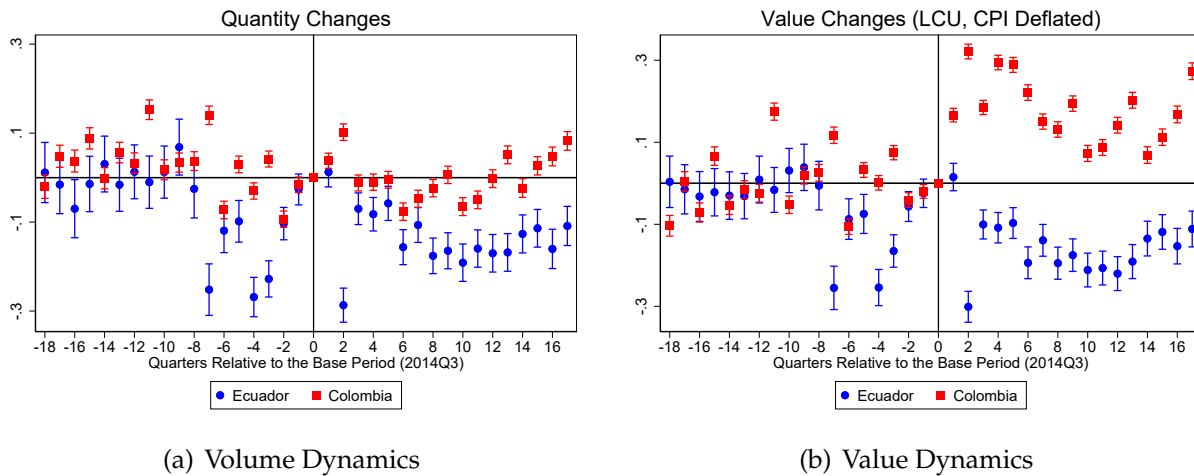 Quantity Changes
.3
.1
-.1
-.3
-18 -16 -14 -12 -10 -8 -6 -4 -2 0 2 4 6 8 10 12 14 16
Quarters Relative to the Base Period (2014Q3)
Ecuador Colombia
(a) Volume Dynamics
Value Changes (LCU, CPI Deflated)
.3
.1
-.1
-.3
-18 -16 -14 -12 -10 -8 -6 -4 -2 0 2 4 6 8 10 12 14 16
Quarters Relative to the Base Period (2014Q3)
Ecuador Colombia
(b) Value Dynamics